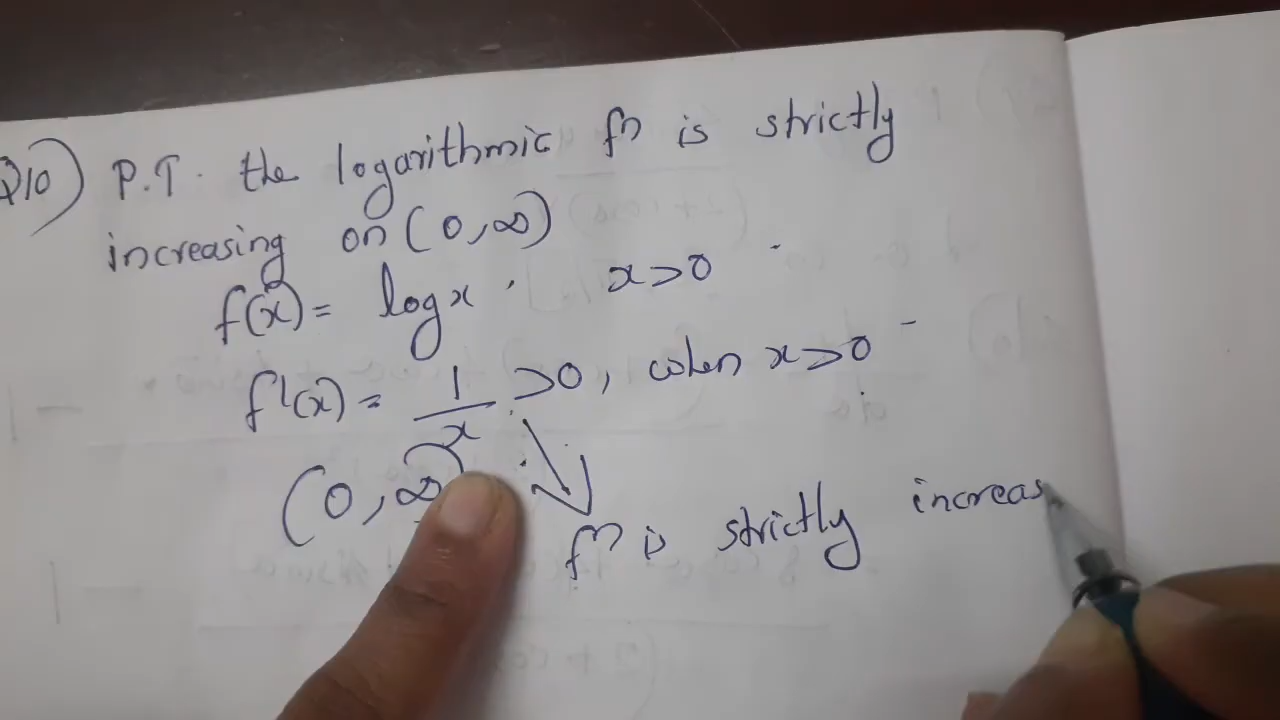 Q10) P.T. the logarithmic fn is strictly
increasing on (0,∞)
f(x) = log x . x>0
f'(x) = 1/x >0, when x>0
(0,∞)
fn is strictly increas